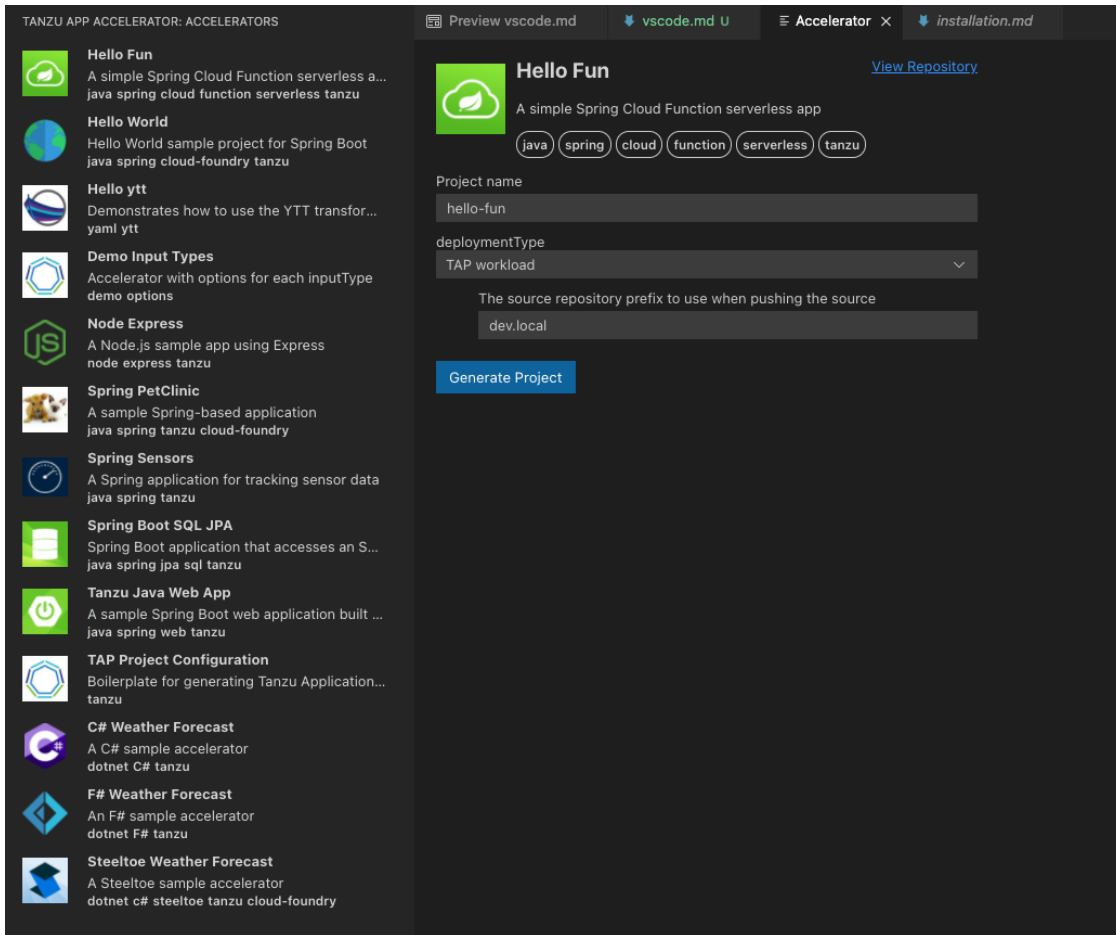 TANZU APP ACCELERATOR: ACCELERATORS
Hello Fun
A simple Spring Cloud Function serverless a...
java spring cloud function serverless tanzu
Hello World
Hello World sample project for Spring Boot
java spring cloud-foundry tanzu
Hello ytt
Demonstrates how to use the YTT transfor...
yaml ytt
Demo Input Types
Accelerator with options for each inputType
demo options
JS
Node Express
A Node.js sample app using Express
node express tanzu
Spring PetClinic
A sample Spring-based application
java spring tanzu cloud-foundry
Spring Sensors
A Spring application for tracking sensor data
java spring tanzu
Spring Boot SQL JPA
Spring Boot application that accesses an S...
java spring jpa sql tanzu
Tanzu Java Web App
A sample Spring Boot web application built ...
java spring web tanzu
TAP Project Configuration
Boilerplate for generating Tanzu Application...
tanzu
C#
C# Weather Forecast
A C# sample accelerator
dotnet C# tanzu
F# Weather Forecast
An F# sample accelerator
dotnet F# tanzu
Steeltoe Weather Forecast
A Steeltoe sample accelerator
dotnet c# steeltoe tanzu cloud-foundry
Preview vscode.md vscode.md U Accelerator installation.md
Hello Fun View Repository
A simple Spring Cloud Function serverless app
java spring cloud function serverless tanzu
Project name
hello-fun
deploymentType
TAP workload
The source repository prefix to use when pushing the source
dev.local
Generate Project